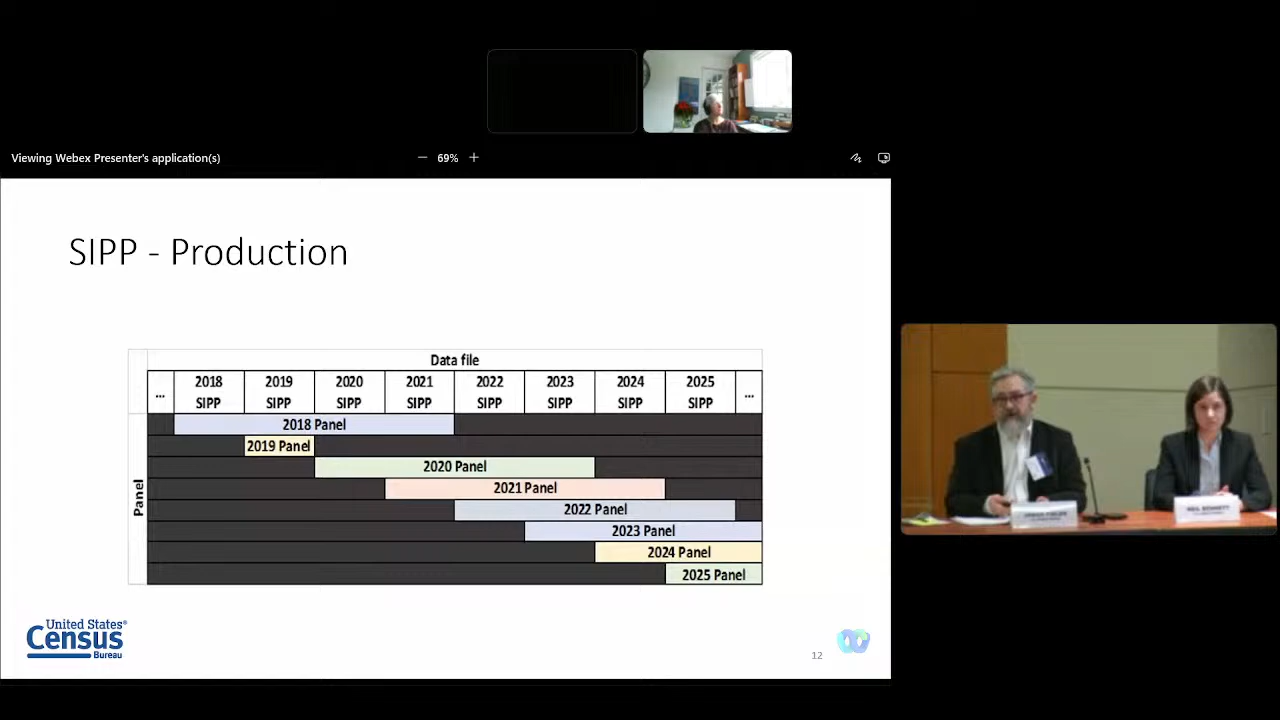 Viewing Webex Presenter's application(s)
69%
SIPP - Production
Data file
... 2018 SIPP 2019 SIPP 2020 SIPP 2021 SIPP 2022 SIPP 2023 SIPP 2024 SIPP 2025 SIPP ...
Panel
2018 Panel
2019 Panel
2020 Panel
2021 Panel
2022 Panel
2023 Panel
2024 Panel
2025 Panel
United States®
Census
Bureau
12
NEIL BENNETT